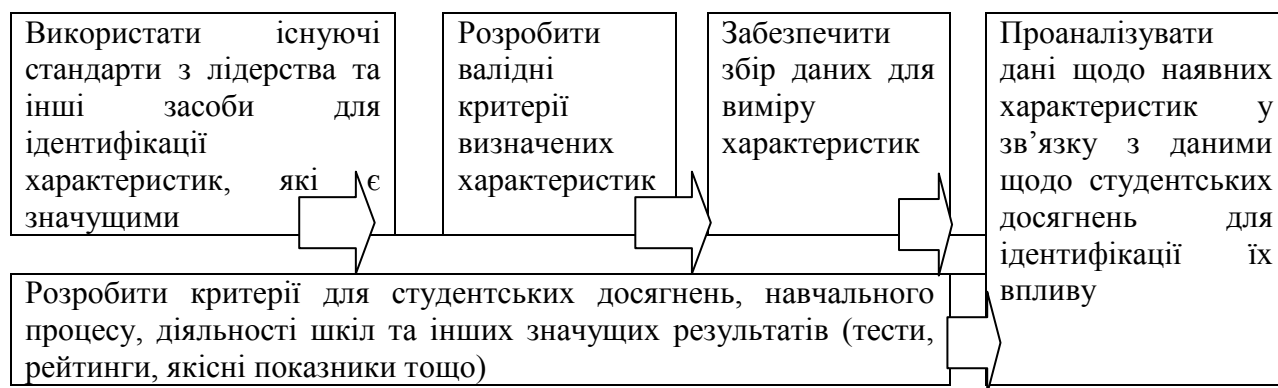 Використати існуючі
стандарти з лідерства та
інші засоби для
ідентифікації
характеристик, які є
значущими
Розробити
валідні
критерії
визначених
характеристик
Забезпечити
збір даних для
виміру
характеристик
Проаналізувати
дані щодо наявних
характеристик у
зв’язку з даними
щодо студентських
досягнень для
ідентифікації їх
впливу
Розробити критерії для студентських досягнень, навчального
процесу, діяльності шкіл та інших значущих результатів (тести,
рейтинги, якісні показники тощо)